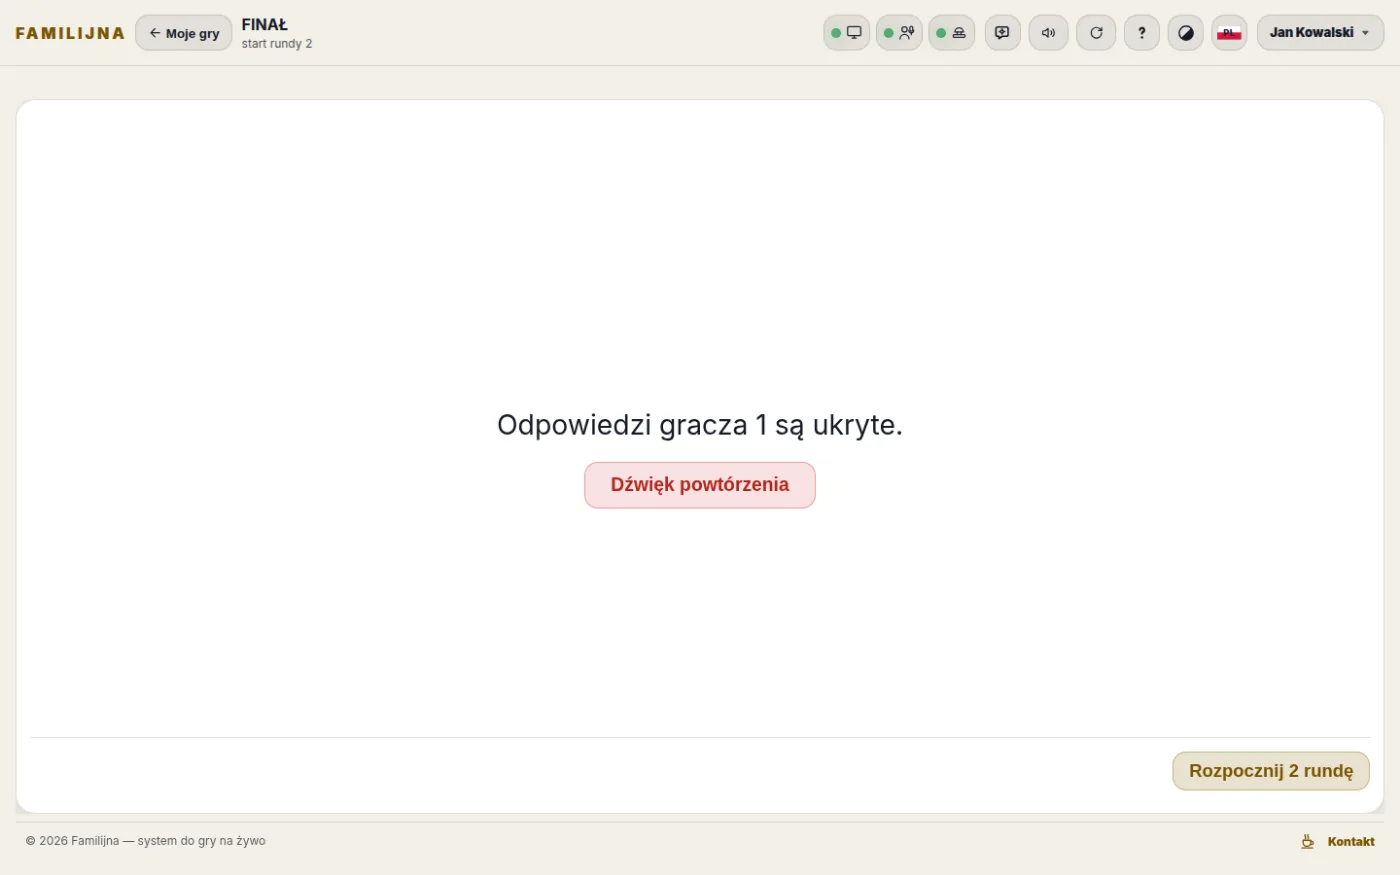 FAMILIJNA
Moje gry
FINAŁ
start rundy 2
?
PL
Jan Kowalski
Odpowiedzi gracza 1 są ukryte.
Dźwięk powtórzenia
Rozpocznij 2 rundę
© 2026 Familijna — system do gry na żywo
Kontakt